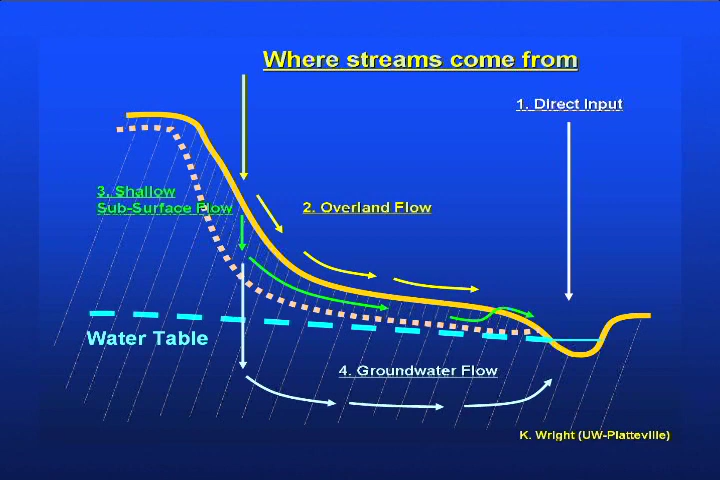 Where streams come from
1. Direct Input
3. Shallow
Sub-Surface Flow
2. Overland Flow
Water Table
4. Groundwater Flow
K. Wright (UW-Platteville)